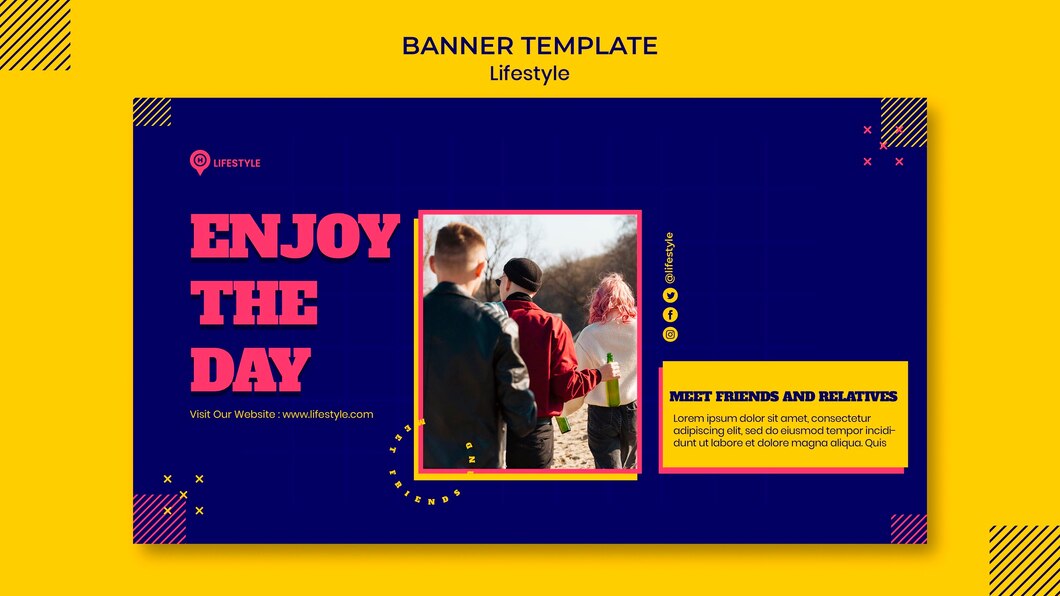 BANNER TEMPLATE
Lifestyle
H LIFESTYLE
ENJOY
THE
DAY
Visit Our Website : www.lifestyle.com
@lifestyle
MEET FRIENDS AND RELATIVES
Lorem ipsum dolor sit amet, consectetur
adipiscing elit, sed do eiusmod tempor incidi-
dunt ut labore et dolore magna aliqua. Quis
FRIENDS